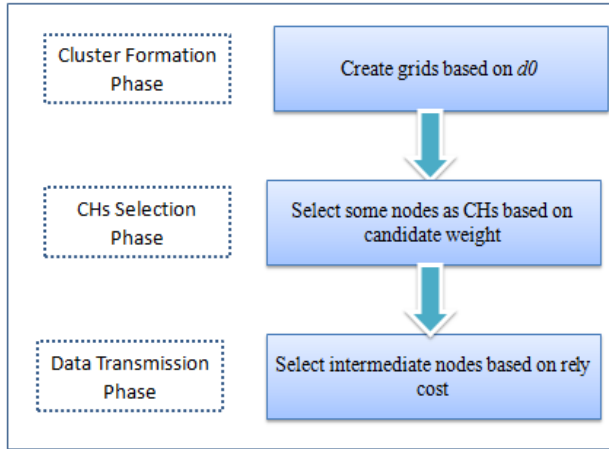 Cluster Formation
Phase
Create grids based on d0
CHs Selection
Phase
Select some nodes as CHs based on
candidate weight
Data Transmission
Phase
Select intermediate nodes based on rely
cost